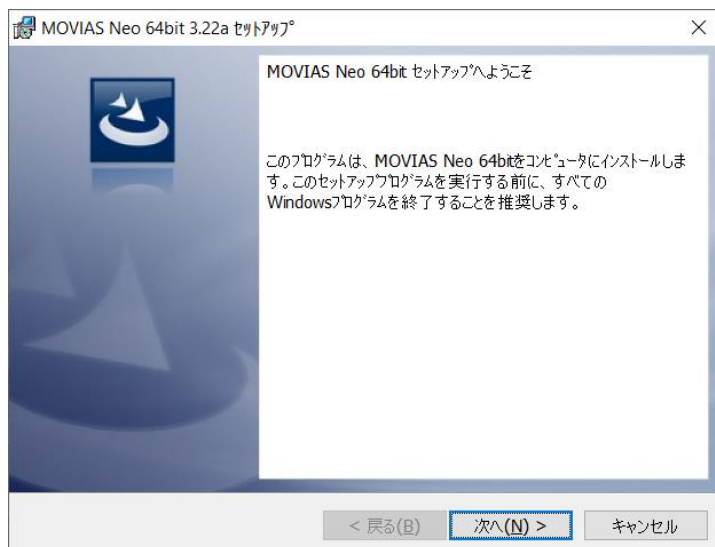 MOVIAS Neo 64bit 3.22a ｾｯﾄｱｯﾌﾟ
MOVIAS Neo 64bit ｾｯﾄｱｯﾌﾟへようこそ
このﾌﾟﾛｸﾞﾗﾑは、MOVIAS Neo 64bitをｺﾝﾋﾟｭｰﾀにｲﾝｽﾄｰﾙしま
す。このｾｯﾄｱｯﾌﾟﾌﾟﾛｸﾞﾗﾑを実行する前に、すべての
Windowsﾌﾟﾛｸﾞﾗﾑを終了することを推奨します。
< 戻る(B)
次へ(N) >
キャンセル